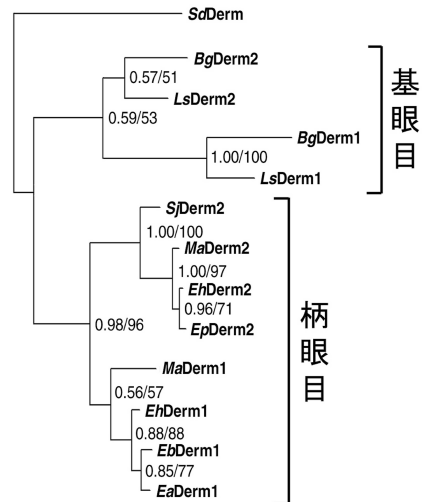 SdDerm
BgDerm2
0.57/51
LsDerm2
0.59/53
BgDerm1
1.00/100
LsDerm1
基眼目
SjDerm2
1.00/100
MaDerm2
1.00/97
EhDerm2
0.96/71
EpDerm2
0.98/96
柄眼目
MaDerm1
0.56/57
EhDerm1
0.88/88
EbDerm1
0.85/77
EaDerm1